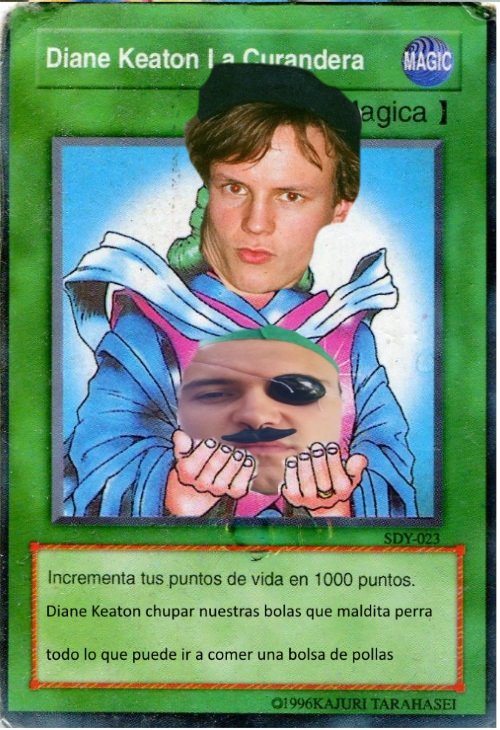 Diane Keaton La Curandera
MAGIC
agica 】
SDY-023
Incrementa tus puntos de vida en 1000 puntos.
Diane Keaton chupar nuestras bolas que maldita perra
todo lo que puede ir a comer una bolsa de pollas
©1996KAJURI TARAHASEI